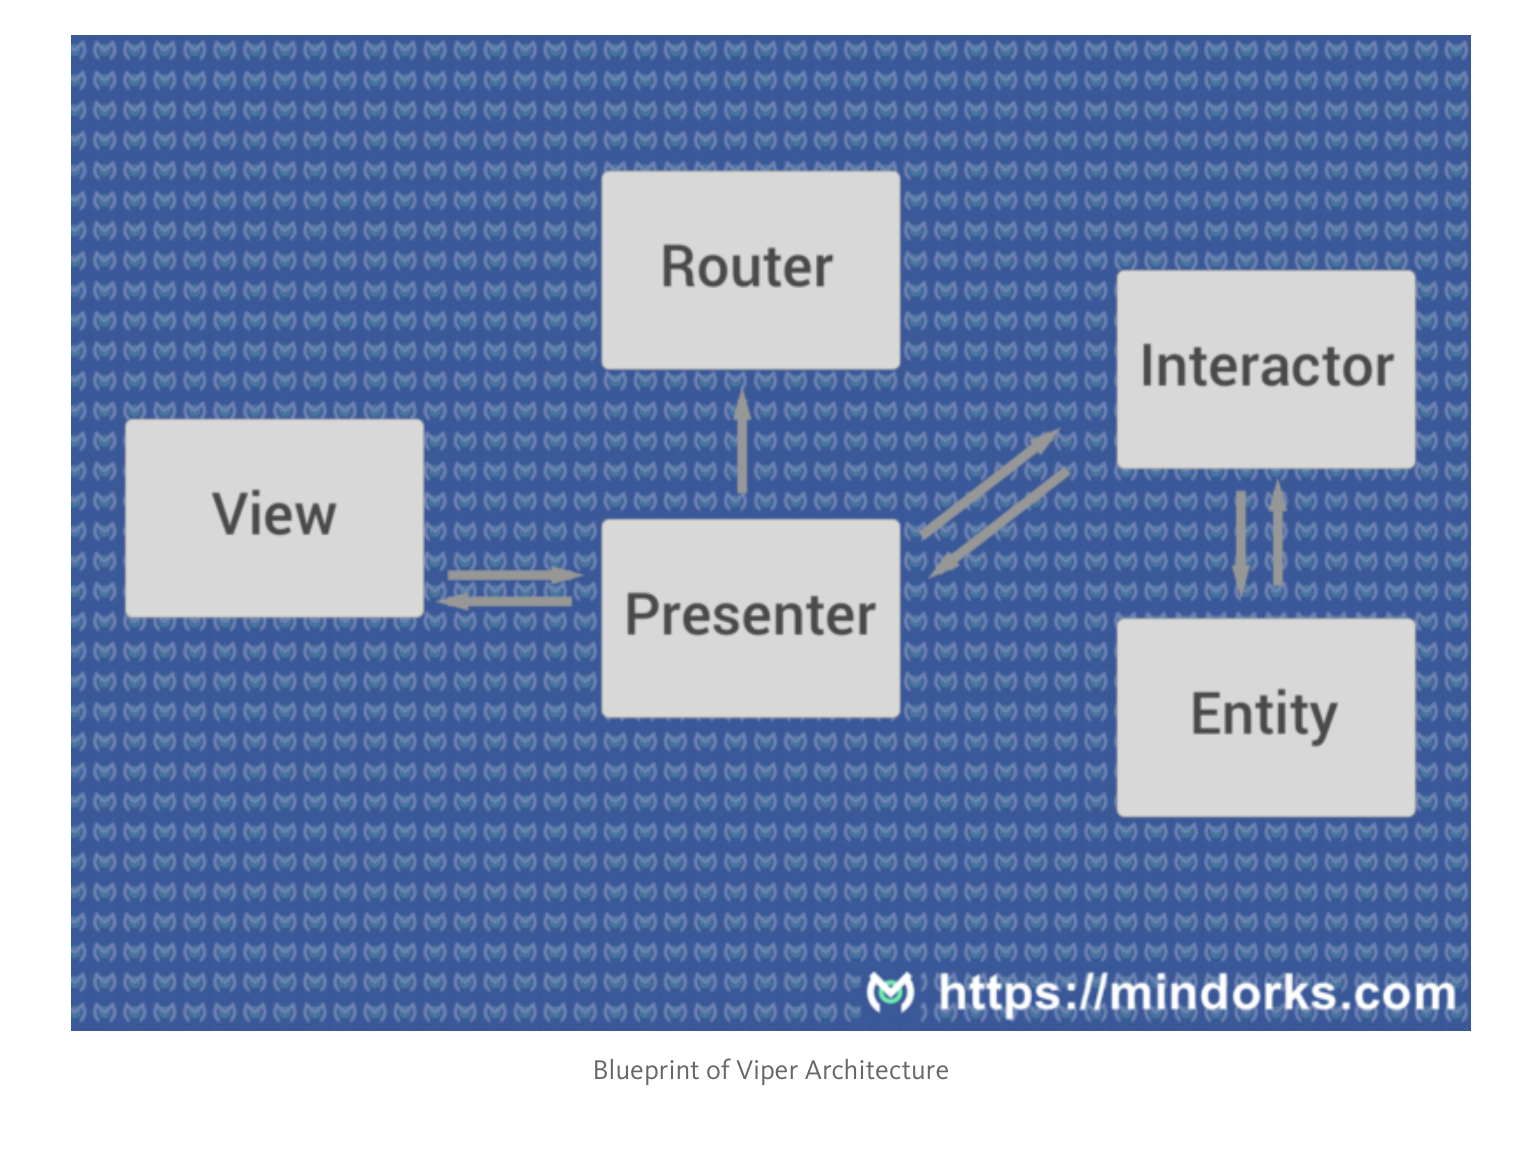 Router
Interactor
View
Presenter
Entity
https://mindorks.com
Blueprint of Viper Architecture